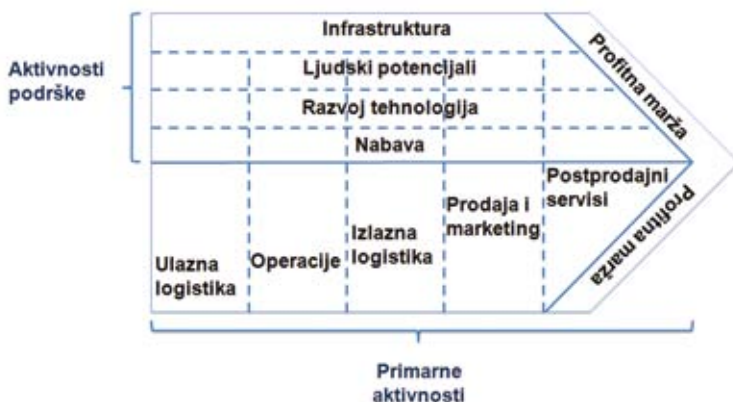 Infrastruktura
Profitna marža
Aktivnosti
podrške
Ljudski potencijali
Razvoj tehnologija
Nabava
Ulazna
logistika
Operacije
Izlazna
logistika
Prodaja i
marketing
Postprodajni
servisi
Profitna marža
Primarne
aktivnosti